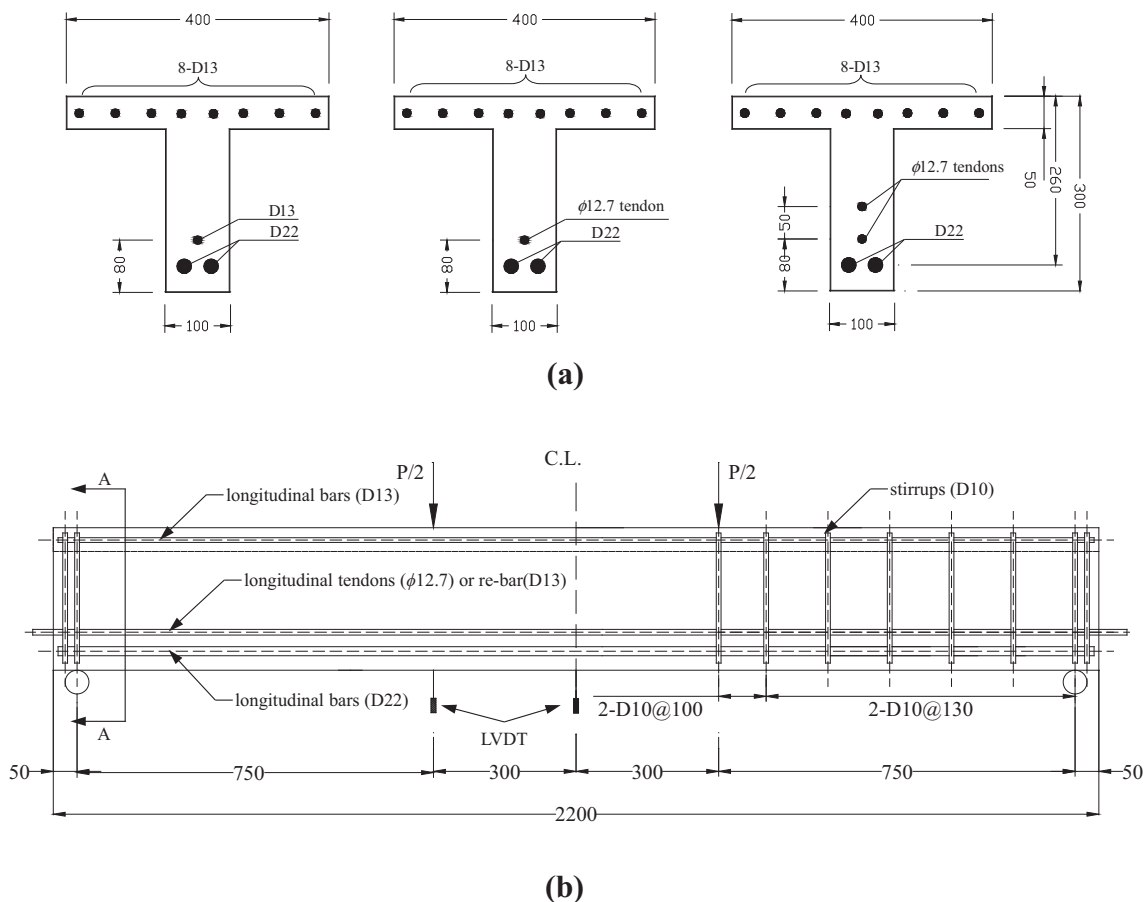 400
400
400
8-D13
8-D13
8-D13
D13
D22
80
100
ϕ12.7 tendon
D22
80
100
ϕ12.7 tendons
D22
50
80
100
50
260
300
(a)
C.L.
A
P/2
P/2
longitudinal bars (D13)
stirrups (D10)
longitudinal tendons (ϕ12.7) or re-bar(D13)
longitudinal bars (D22)
A
LVDT
2-D10@100
2-D10@130
50
750
300
300
750
50
2200
(b)